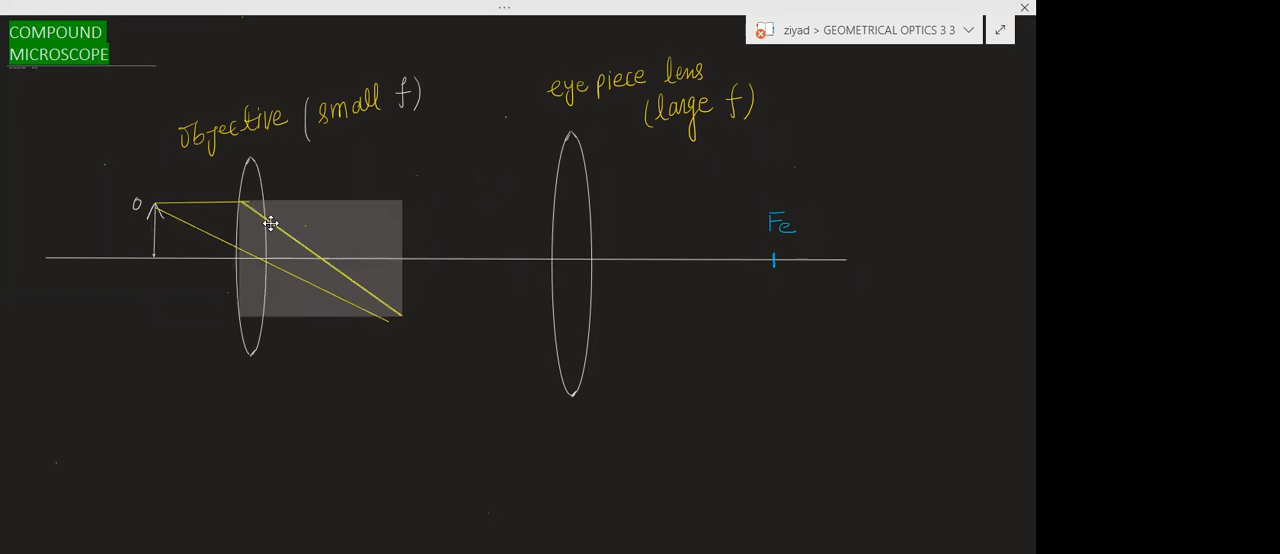 COMPOUND
MICROSCOPE
ziyad > GEOMETRICAL OPTICS 3 3
objective (small f)
eye piece lens
(large f)
O
Fe